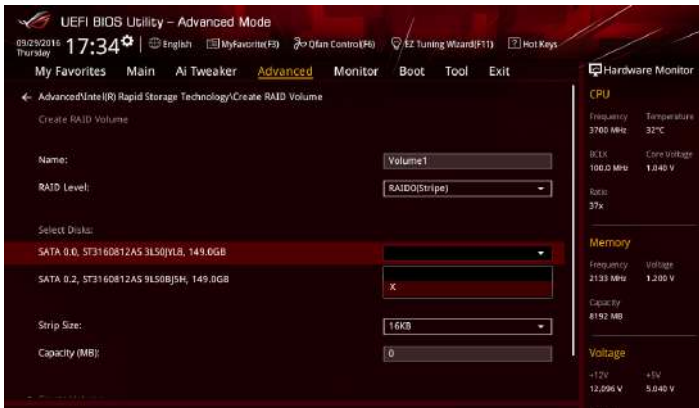 UEFI BIOS Utility – Advanced Mode
09/29/2016 Thursday 17:34 English MyFavorite(F3) Qfan Control(F6) EZ Tuning Wizard(F11) Hot Keys
My Favorites Main Ai Tweaker Advanced Monitor Boot Tool Exit
Hardware Monitor
Advanced\Intel(R) Rapid Storage Technology\Create RAID Volume
Create RAID Volume
Name: Volume1
RAID Level: RAID0(Stripe)
Select Disks:
SATA 0.0, ST3160812AS 3LS0JYL8, 149.0GB
SATA 0.2, ST3160812AS 9LS0BJ5H, 149.0GB
X
Strip Size: 16KB
Capacity (MB): 0
CPU
Frequency Temperature
3700 MHz 32°C
BCLK Core Voltage
100.0 MHz 1.040 V
Ratio
37x
Memory
Frequency Voltage
2133 MHz 1.200 V
Capacity
8192 MB
Voltage
+12V +5V
12.096 V 5.040 V